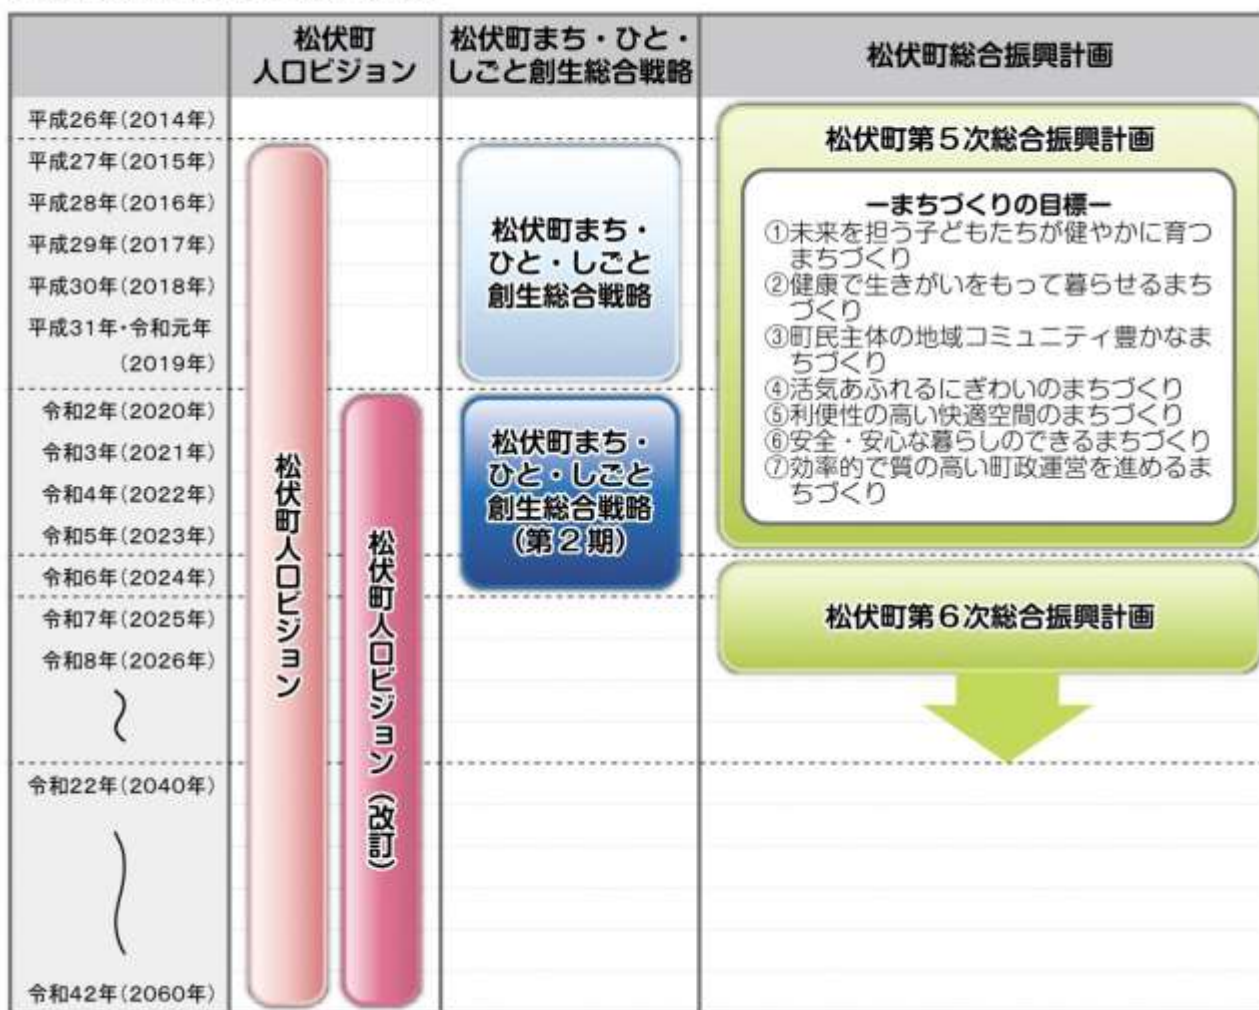 松伏町
人口ビジョン
松伏町まち・ひと・
しごと創生総合戦略
松伏町総合振興計画
平成26年(2014年)
平成27年(2015年)
平成28年(2016年)
平成29年(2017年)
平成30年(2018年)
平成31年・令和元年
(2019年)
令和2年(2020年)
令和3年(2021年)
令和4年(2022年)
令和5年(2023年)
令和6年(2024年)
令和7年(2025年)
令和8年(2026年)
令和22年(2040年)
令和42年(2060年)
松伏町人口ビジョン
松伏町人口ビジョン(改訂)
松伏町まち・
ひと・しごと
創生総合戦略
松伏町まち・
ひと・しごと
創生総合戦略
(第2期)
松伏町第5次総合振興計画
ーまちづくりの目標ー
①未来を担う子どもたちが健やかに育つ
まちづくり
②健康で生きがいをもって暮らせるまち
づくり
③町民主体の地域コミュニティ豊かなま
ちづくり
④活気あふれるにぎわいのまちづくり
⑤利便性の高い快適空間のまちづくり
⑥安全・安心な暮らしのできるまちづくり
⑦効率的で質の高い町政運営を進めるま
ちづくり
松伏町第6次総合振興計画